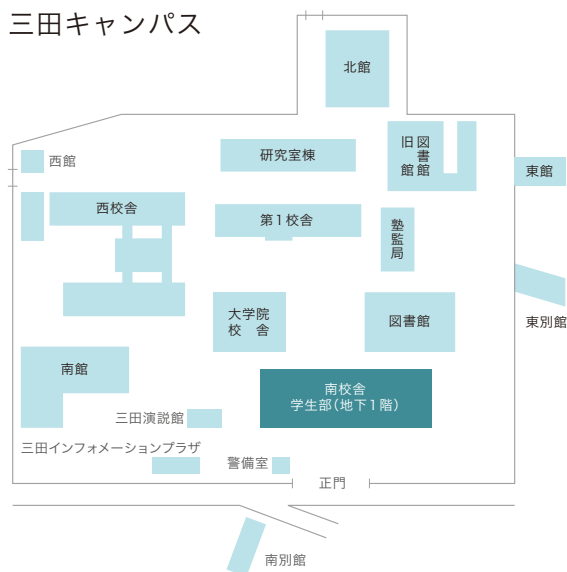 三田キャンパス
北館
旧図書館
研究室棟
西館
東館
西校舎
第1校舎
塾監局
大学院
校 舎
図書館
東別館
南館
南校舎
学生部(地下1階)
三田演説館
三田インフォメーションプラザ
警備室
正門
南別館